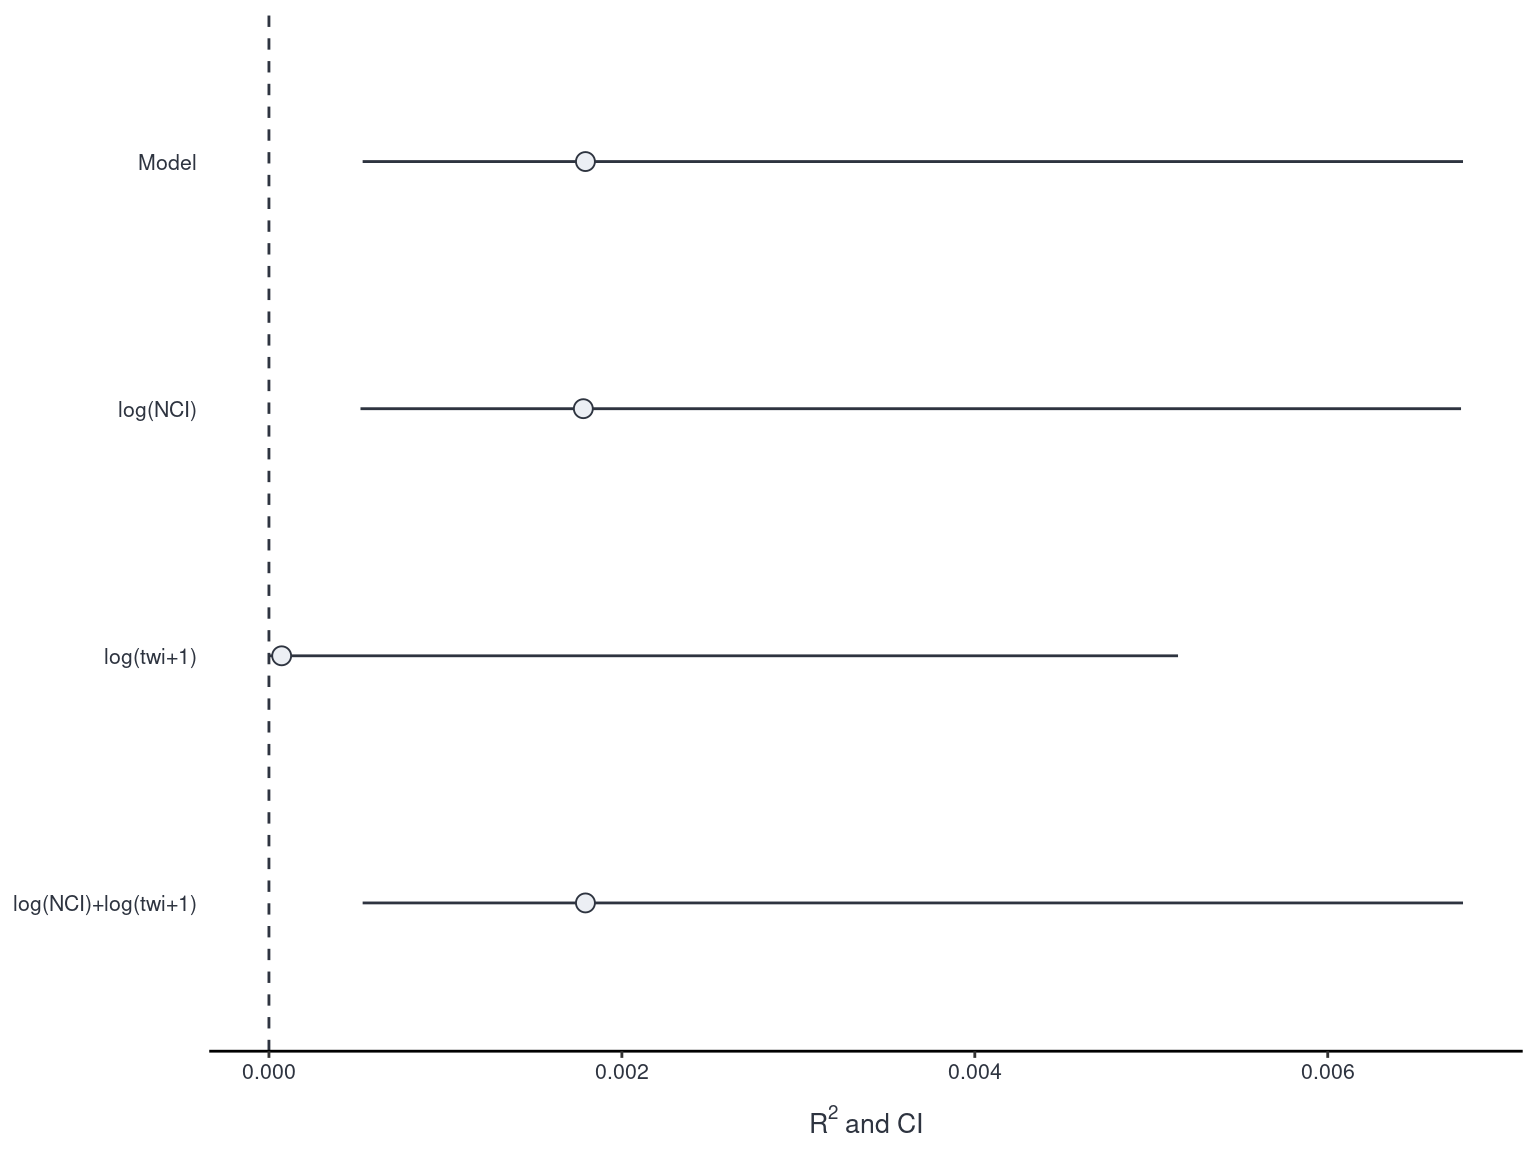 Model
log(NCI)
log(twi+1)
log(NCI)+log(twi+1)
0.000 0.002 0.004 0.006
R² and CI